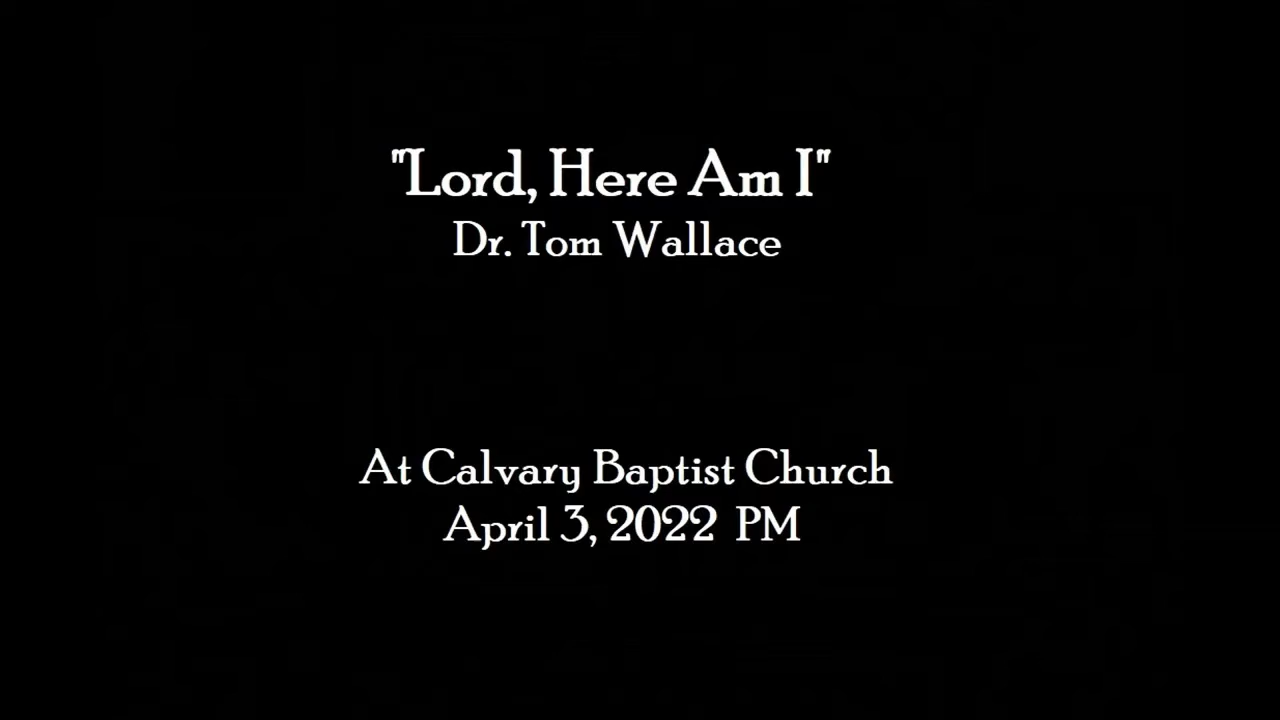 "Lord, Here Am I"
Dr. Tom Wallace
At Calvary Baptist Church
April 3, 2022 PM